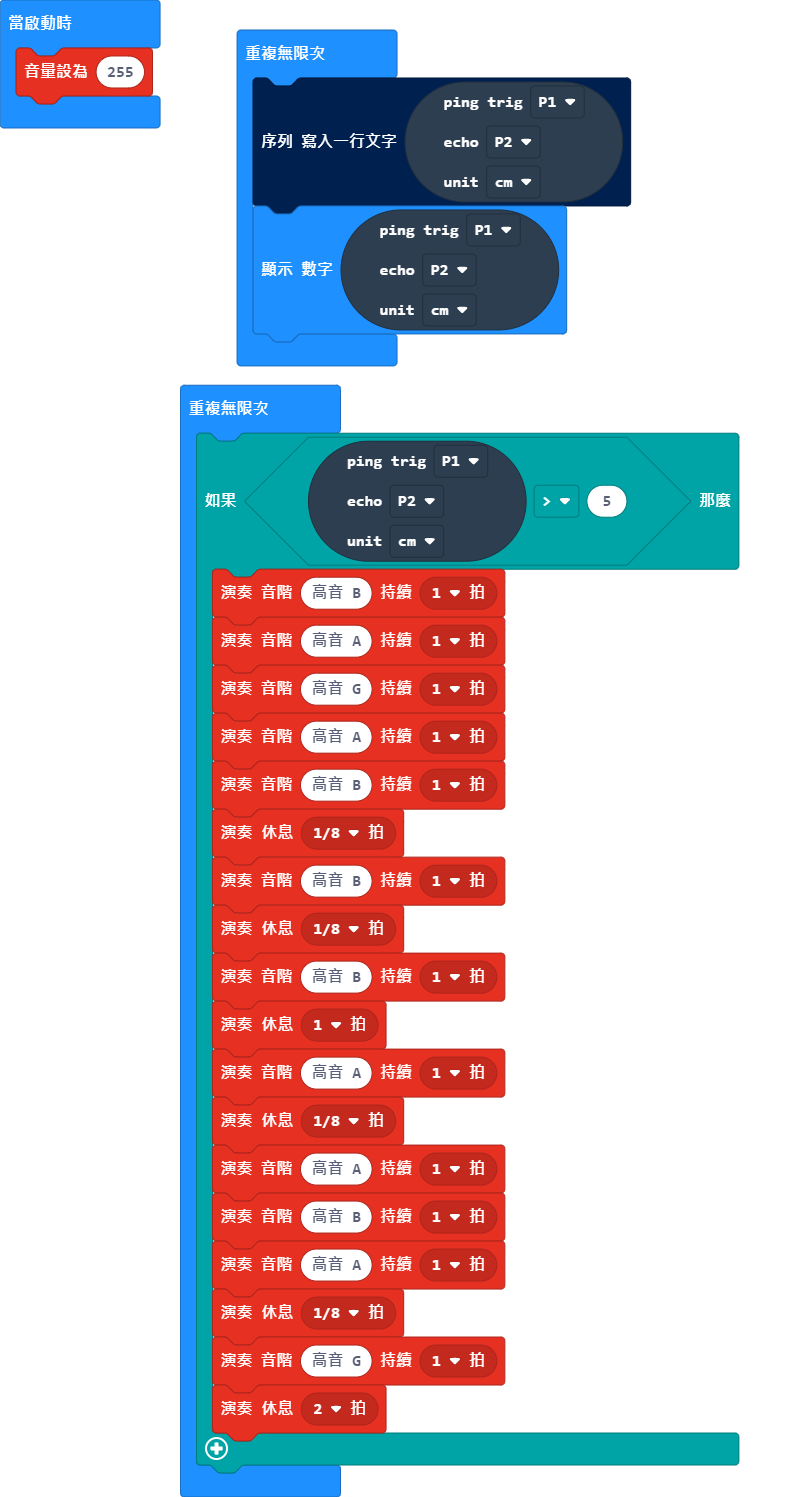 當啟動時
音量設為 255
重複無限次
序列 寫入一行文字 ping trig P1
echo P2
unit cm
顯示 數字 ping trig P1
echo P2
unit cm
重複無限次
如果 ping trig P1
echo P2 > 5 那麼
unit cm
演奏 音階 高音 B 持續 1 拍
演奏 音階 高音 A 持續 1 拍
演奏 音階 高音 G 持續 1 拍
演奏 音階 高音 A 持續 1 拍
演奏 音階 高音 B 持續 1 拍
演奏 休息 1/8 拍
演奏 音階 高音 B 持續 1 拍
演奏 休息 1/8 拍
演奏 音階 高音 B 持續 1 拍
演奏 休息 1 拍
演奏 音階 高音 A 持續 1 拍
演奏 休息 1/8 拍
演奏 音階 高音 A 持續 1 拍
演奏 音階 高音 B 持續 1 拍
演奏 音階 高音 A 持續 1 拍
演奏 休息 1/8 拍
演奏 音階 高音 G 持續 1 拍
演奏 休息 2 拍